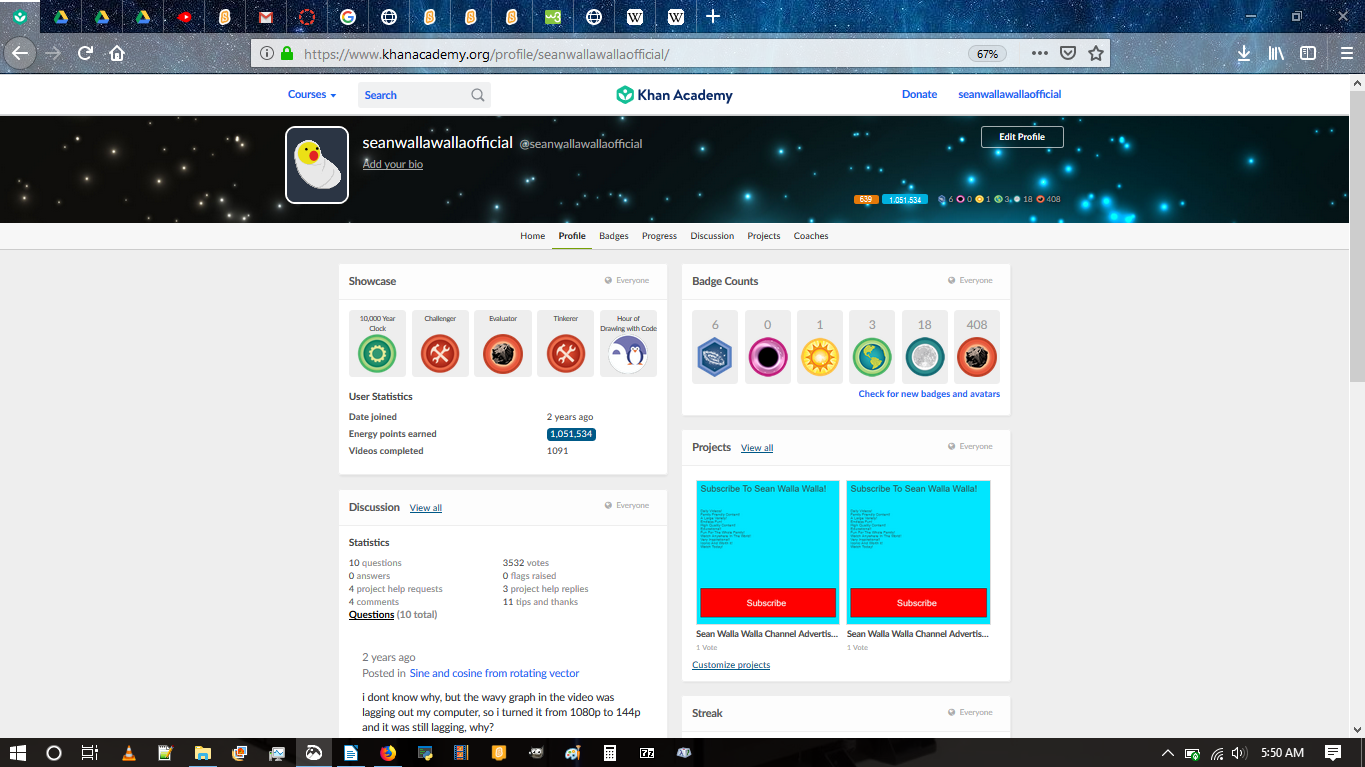 https://www.khanacademy.org/profile/seanwallawallaofficial/
67%
Courses
Search
Khan Academy
Donate
seanwallawallaofficial
seanwallawallaofficial @seanwallawallaofficial
Add your bio
Edit Profile
639 1,051,534 6 0 1 3 18 408
Home Profile Badges Progress Discussion Projects Coaches
Showcase
Everyone
10,000 Year
Clock
Challenger
Evaluator
Tinkerer
Hour of
Drawing with Code
User Statistics
Date joined 2 years ago
Energy points earned 1,051,534
Videos completed 1091
Discussion View all
Everyone
Statistics
10 questions 3532 votes
0 answers 0 flags raised
4 project help requests 3 project help replies
4 comments 11 tips and thanks
Questions (10 total)
2 years ago
Posted in Sine and cosine from rotating vector
i dont know why, but the wavy graph in the video was
lagging out my computer, so i turned it from 1080p to 144p
and it was still lagging, why?
Badge Counts
Everyone
6 0 1 3 18 408
Check for new badges and avatars
Projects View all
Everyone
Subscribe To Sean Walla Walla!
Subscribe
Sean Walla Walla Channel Advertis...
1 Vote
Subscribe To Sean Walla Walla!
Subscribe
Sean Walla Walla Channel Advertis...
1 Vote
Customize projects
Streak
Everyone
5:50 AM